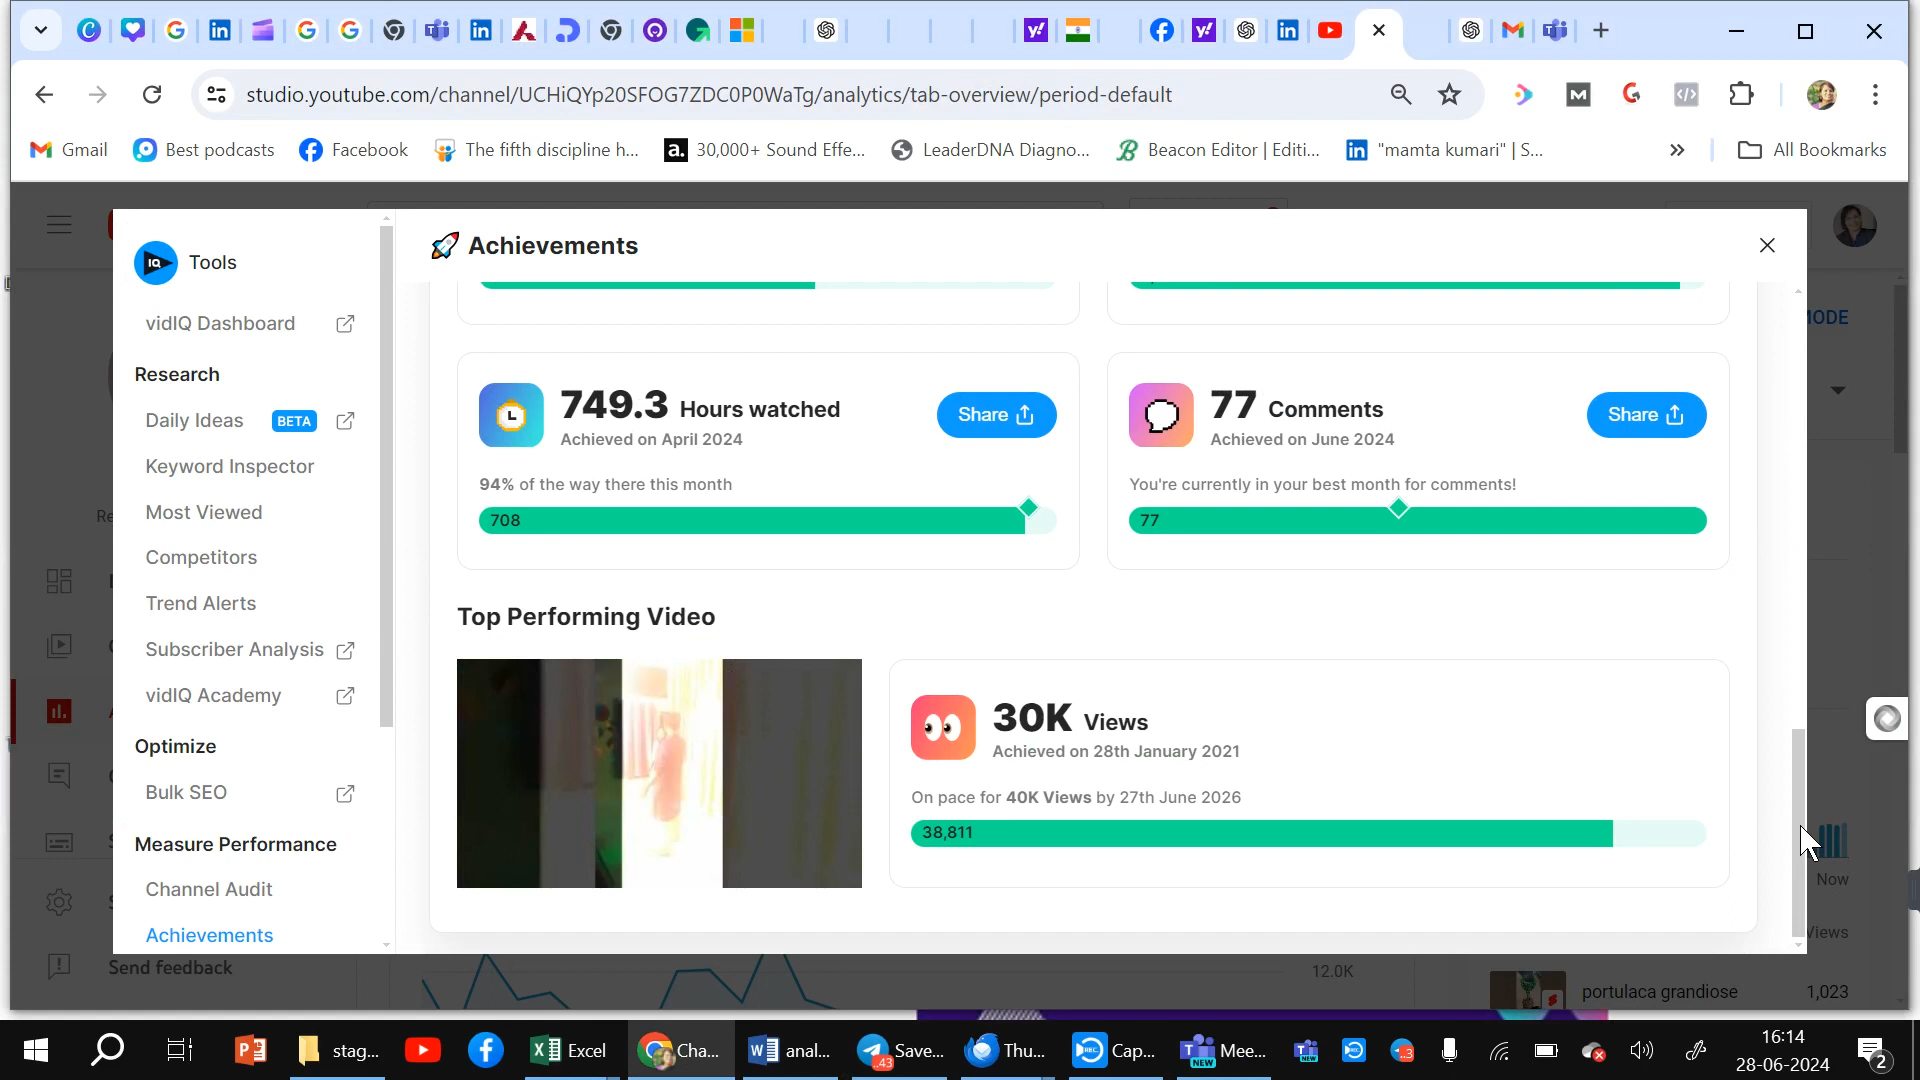 studio.youtube.com/channel/UCHiQYp20SFOG7ZDC0P0WaTg/analytics/tab-overview/period-default
Gmail
Best podcasts
Facebook
The fifth discipline h...
30,000+ Sound Effe...
LeaderDNA Diagno...
Beacon Editor | Editi...
"mamta kumari" | S...
All Bookmarks
IQ Tools
vidIQ Dashboard
Research
Daily Ideas BETA
Keyword Inspector
Most Viewed
Competitors
Trend Alerts
Subscriber Analysis
vidIQ Academy
Optimize
Bulk SEO
Measure Performance
Channel Audit
Achievements
Send feedback
Achievements
749.3 Hours watched
Achieved on April 2024
Share
94% of the way there this month
708
77 Comments
Achieved on June 2024
Share
You're currently in your best month for comments!
77
Top Performing Video
30K Views
Achieved on 28th January 2021
On pace for 40K Views by 27th June 2026
38,811
ODE
Now
Views
12.0K
portulaca grandiose 1,023
stag...
Excel
Cha...
anal...
Save...
43
Thu...
Cap...
Mee...
16:14
28-06-2024
2